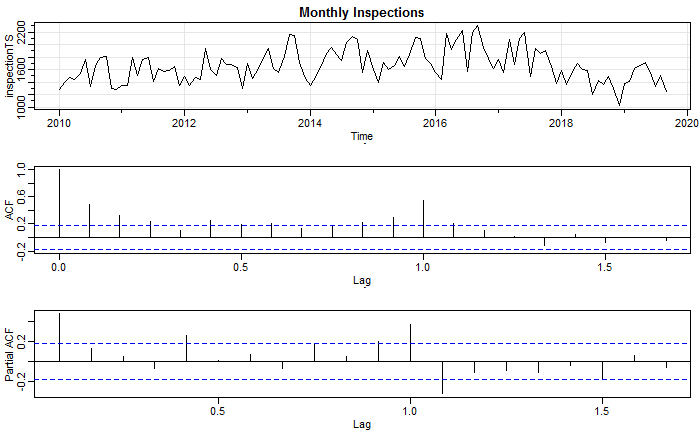 Monthly Inspections
inspectionTS
1000 1600 2200
2010 2012 2014 2016 2018 2020
Time
ACF
-0.2 0.2 0.6 1.0
0.0 0.5 1.0 1.5
Lag
Partial ACF
-0.2 0.2
0.5 1.0 1.5
Lag